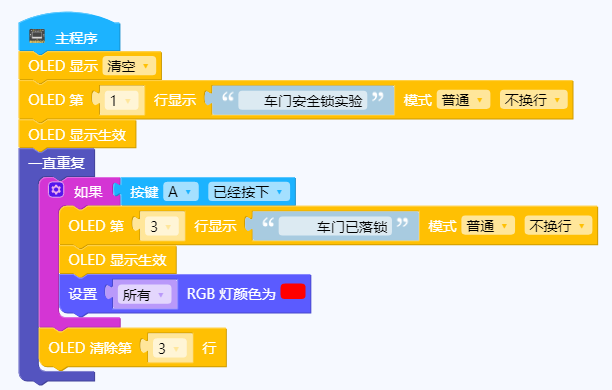 主程序
OLED 显示 清空
OLED 第 1 行显示 “ 车门安全锁实验 ” 模式 普通 不换行
OLED 显示生效
一直重复
如果 按键 A 已经按下
OLED 第 3 行显示 “ 车门已落锁 ” 模式 普通 不换行
OLED 显示生效
设置 所有 RGB 灯颜色为
OLED 清除第 3 行